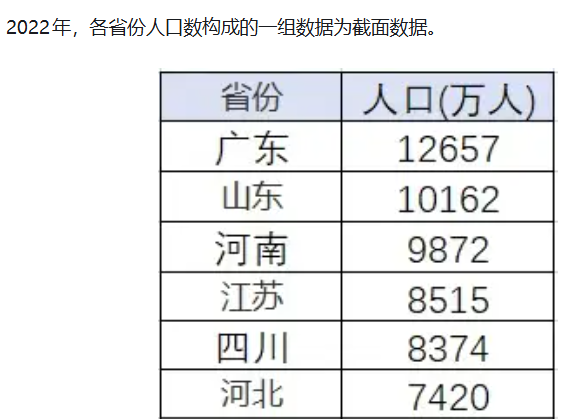 2022年，各省份人口数构成的一组数据为截面数据。
省份 人口(万人)
广东 12657
山东 10162
河南 9872
江苏 8515
四川 8374
河北 7420